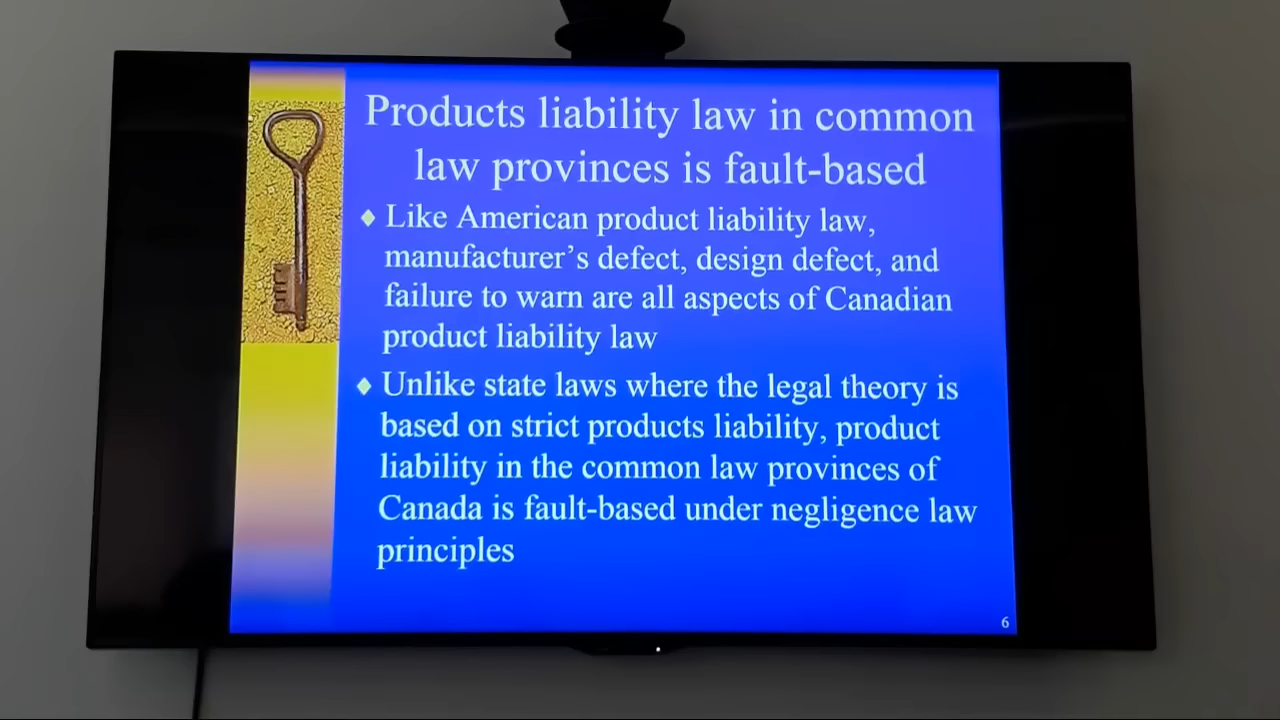 Products liability law in common
law provinces is fault-based
Like American product liability law,
manufacturer's defect, design defect, and
failure to warn are all aspects of Canadian
product liability law
Unlike state laws where the legal theory is
based on strict products liability, product
liability in the common law provinces of
Canada is fault-based under negligence law
principles
6